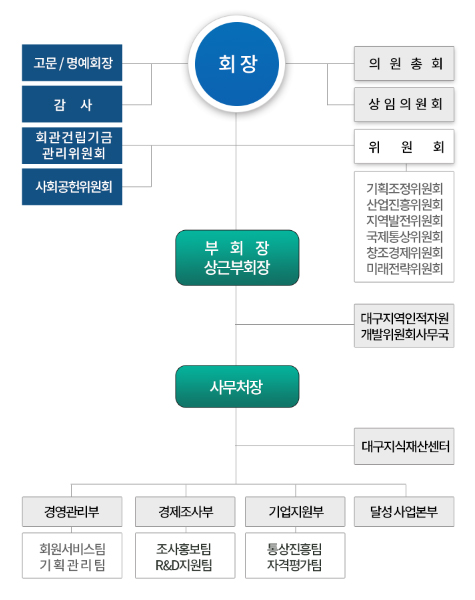 회장
고문 / 명예회장
감 사
의 원 총 회
상임의원회
회관건립기금
관리위원회
사회공헌위원회
위 원 회
기획조정위원회
산업진흥위원회
지역발전위원회
국제통상위원회
창조경제위원회
미래전략위원회
부 회 장
상근부회장
대구지역인적자원
개발위원회사무국
사무처장
대구지식재산센터
경영관리부
회원서비스팀
기획관리팀
경제조사부
조사홍보팀
R&D지원팀
기업지원부
통상진흥팀
자격평가팀
달성 사업본부